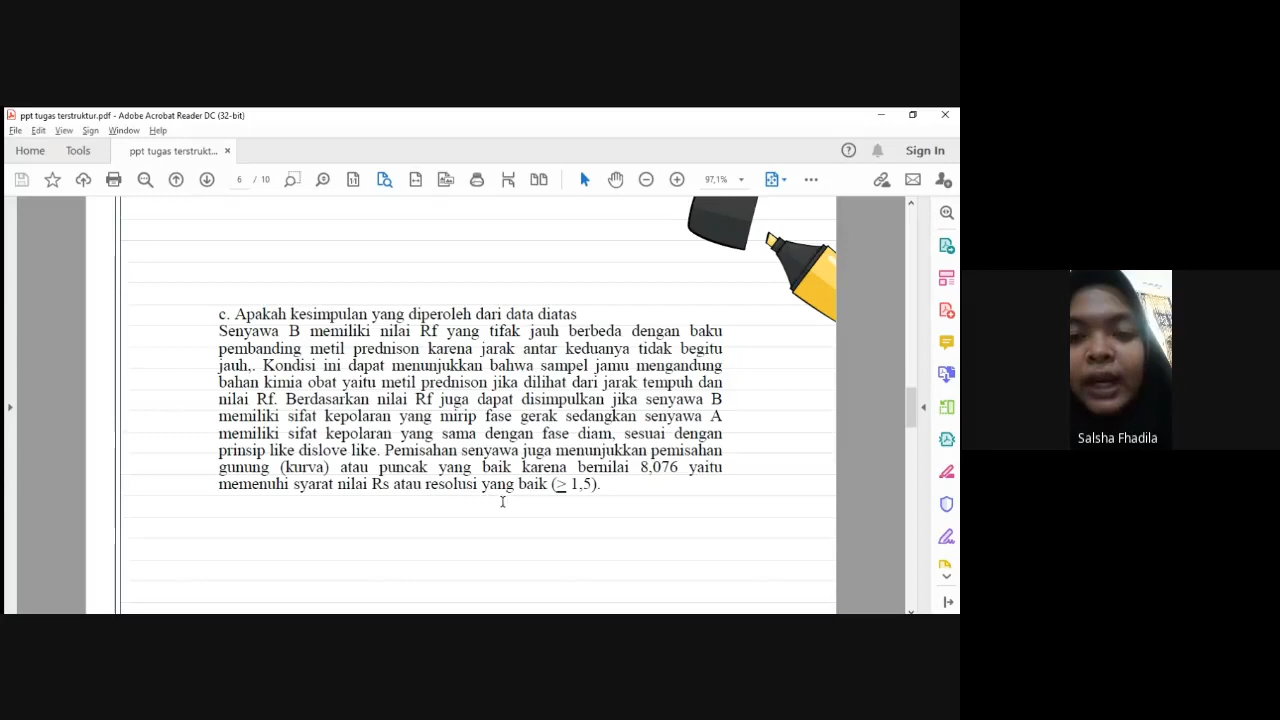 ppt tugas terstruktur.pdf - Adobe Acrobat Reader DC (32-bit)
File Edit View Sign Window Help
Home Tools ppt tugas terstrukt... × Sign In
6 / 10 97,1%
c. Apakah kesimpulan yang diperoleh dari data diatas
Senyawa B memiliki nilai Rf yang tifak jauh berbeda dengan baku
pembanding metil prednison karena jarak antar keduanya tidak begitu
jauh,. Kondisi ini dapat menunjukkan bahwa sampel jamu mengandung
bahan kimia obat yaitu metil prednison jika dilihat dari jarak tempuh dan
nilai Rf. Berdasarkan nilai Rf juga dapat disimpulkan jika senyawa B
memiliki sifat kepolaran yang mirip fase gerak sedangkan senyawa A
memiliki sifat kepolaran yang sama dengan fase diam, sesuai dengan
prinsip like dislove like. Pemisahan senyawa juga menunjukkan pemisahan
gunung (kurva) atau puncak yang baik karena bernilai 8,076 yaitu
memenuhi syarat nilai Rs atau resolusi yang baik (≥ 1,5).
Salsha Fhadila